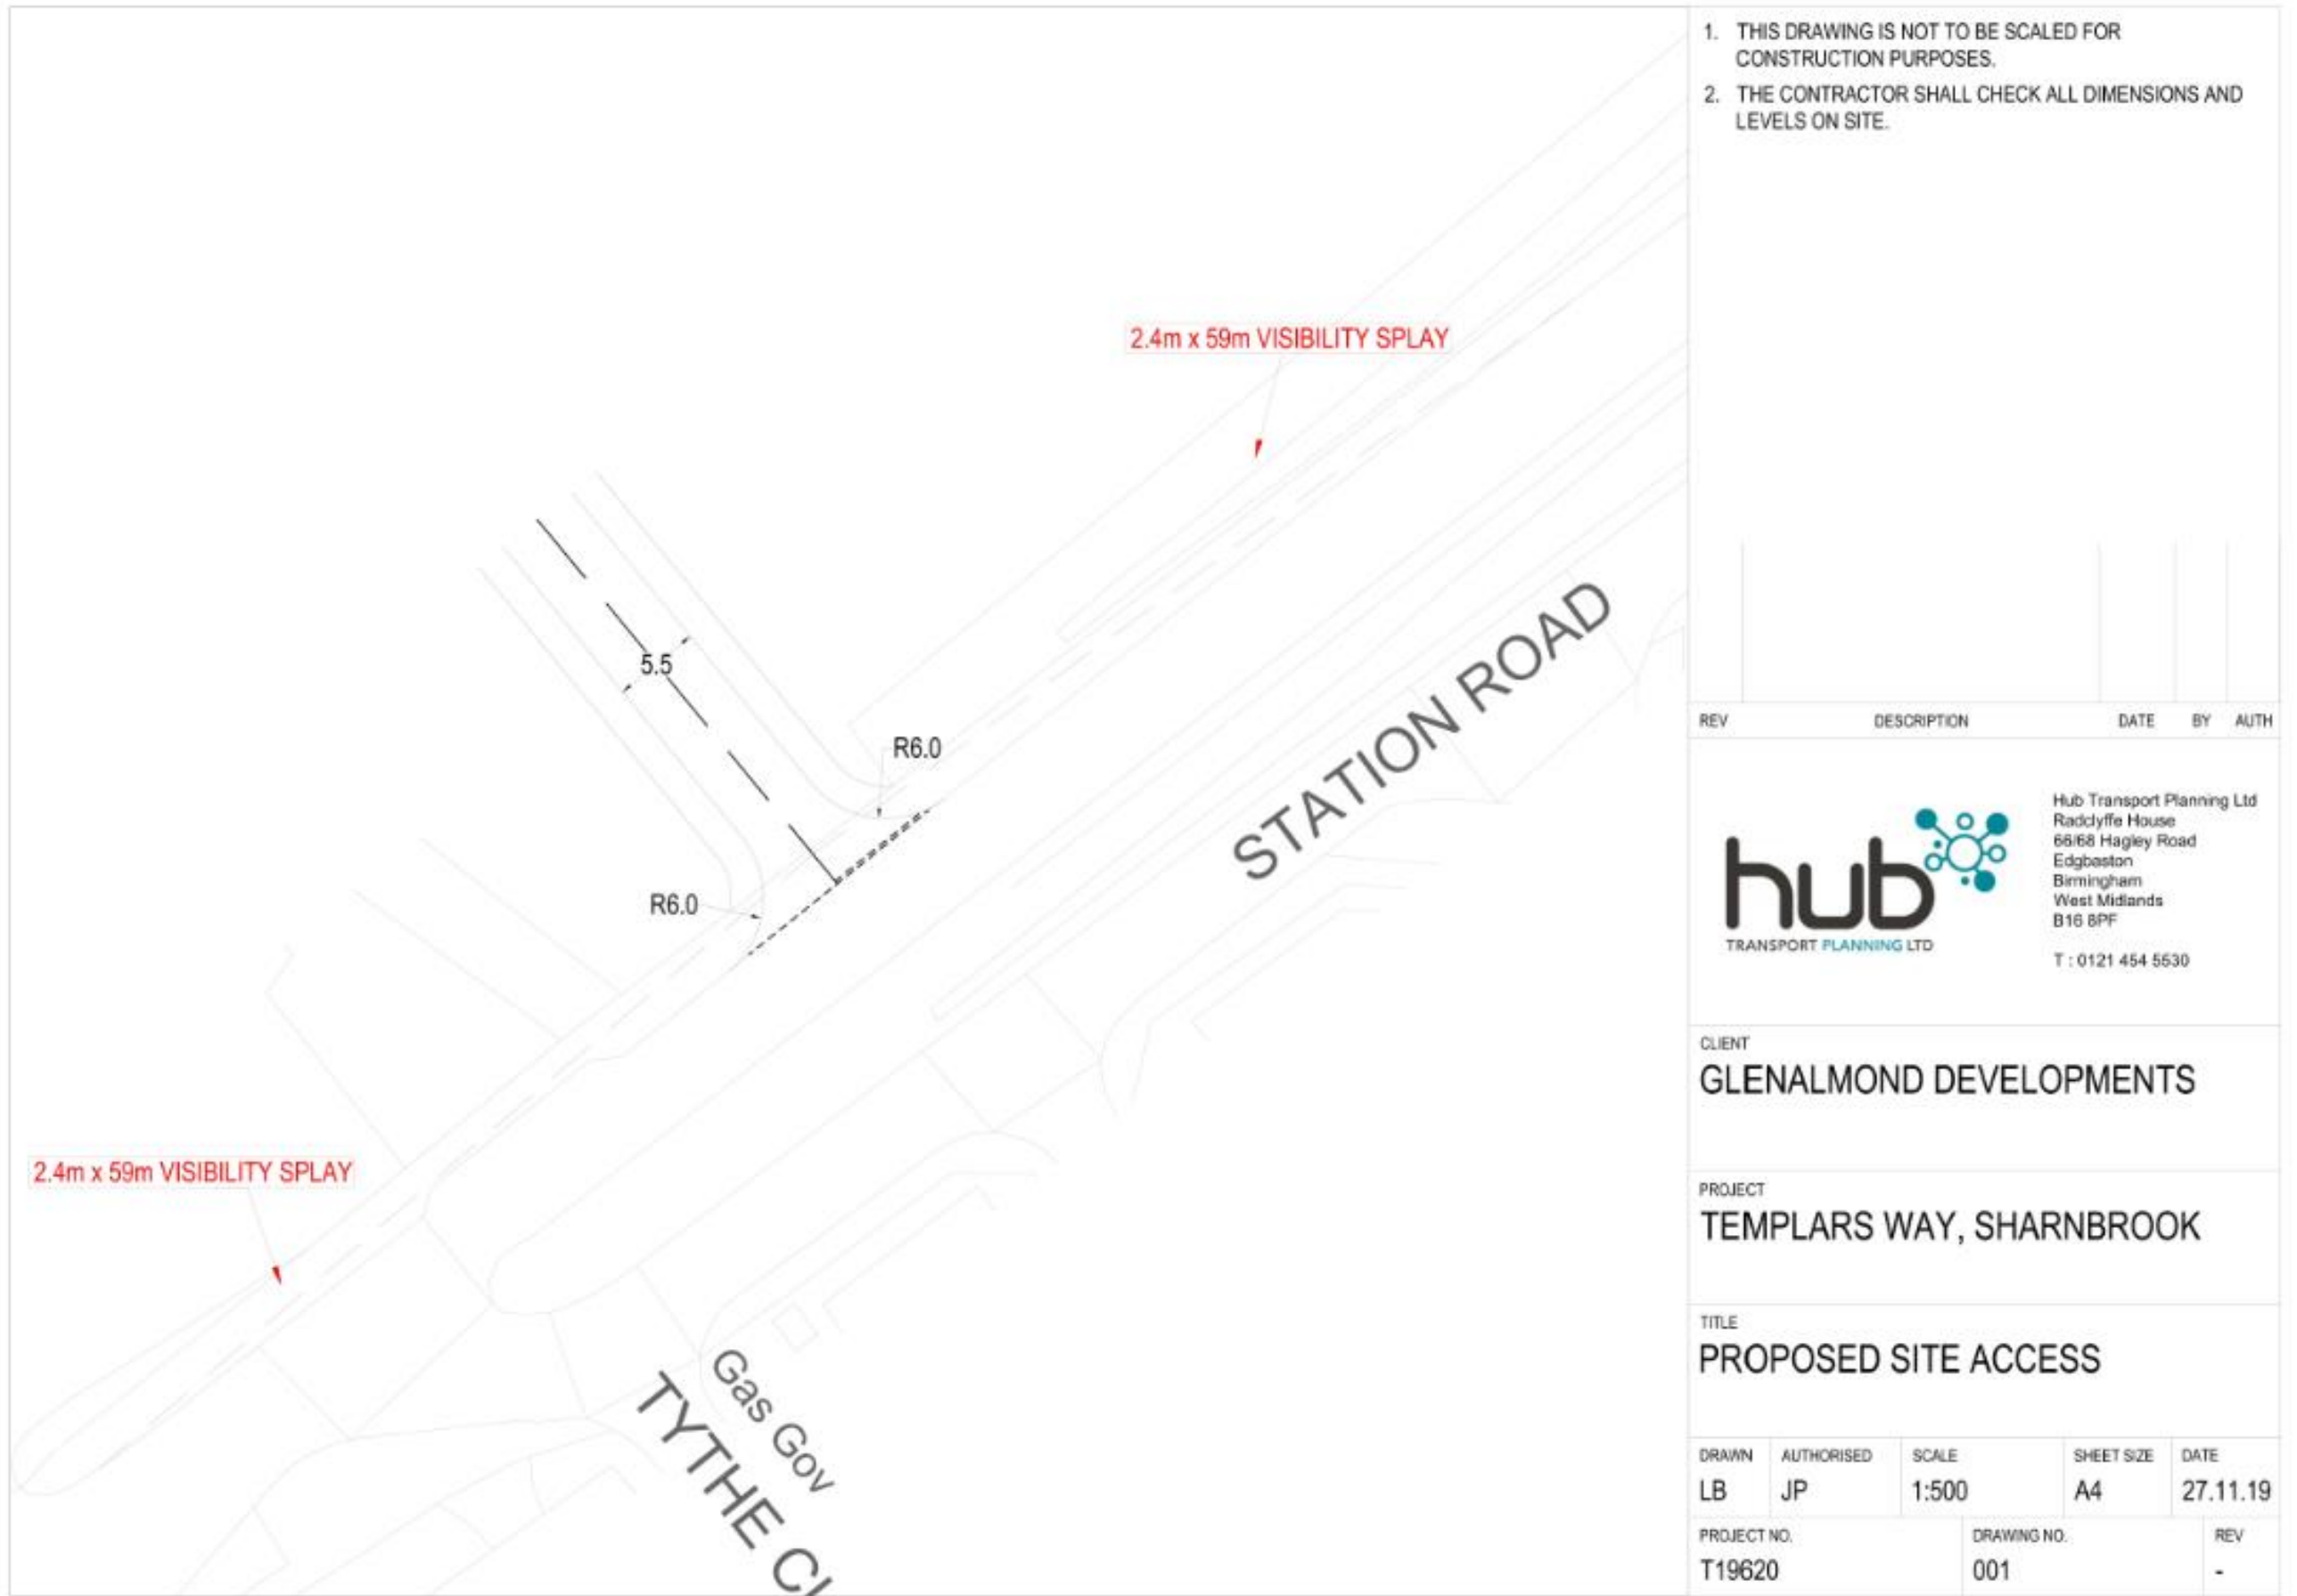 1. THIS DRAWING IS NOT TO BE SCALED FOR
CONSTRUCTION PURPOSES.
2. THE CONTRACTOR SHALL CHECK ALL DIMENSIONS AND
LEVELS ON SITE.
2.4m x 59m VISIBILITY SPLAY
5.5
R6.0
R6.0
STATION ROAD
2.4m x 59m VISIBILITY SPLAY
Gas Gov
TYTHE
REV DESCRIPTION DATE BY AUTH
hub
TRANSPORT PLANNING LTD
Hub Transport Planning Ltd
Radclyffe House
66/68 Hagley Road
Edgbaston
Birmingham
West Midlands
B16 8PF
T : 0121 454 5530
CLIENT
GLENALMOND DEVELOPMENTS
PROJECT
TEMPLARS WAY, SHARNBROOK
TITLE
PROPOSED SITE ACCESS
DRAWN AUTHORISED SCALE SHEET SIZE DATE
LB JP 1:500 A4 27.11.19
PROJECT NO. DRAWING NO. REV
T19620 001 -